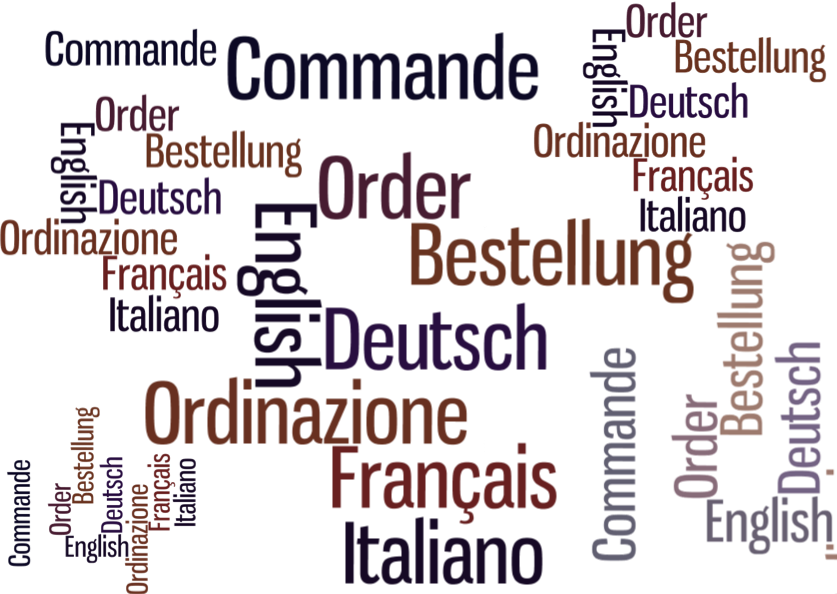 Commande
Commande
Order
English
Bestellung
Deutsch
Ordinazione
Français
Italiano
Order
English
Bestellung
Deutsch
Ordinazione
Français
Italiano
Order
English
Bestellung
Deutsch
Ordinazione
Français
Italiano
Commande
Order
Bestellung
Deutsch
English
Ordinazione
Français
Italiano
Commande
Order
Bestellung
Deutsch
English